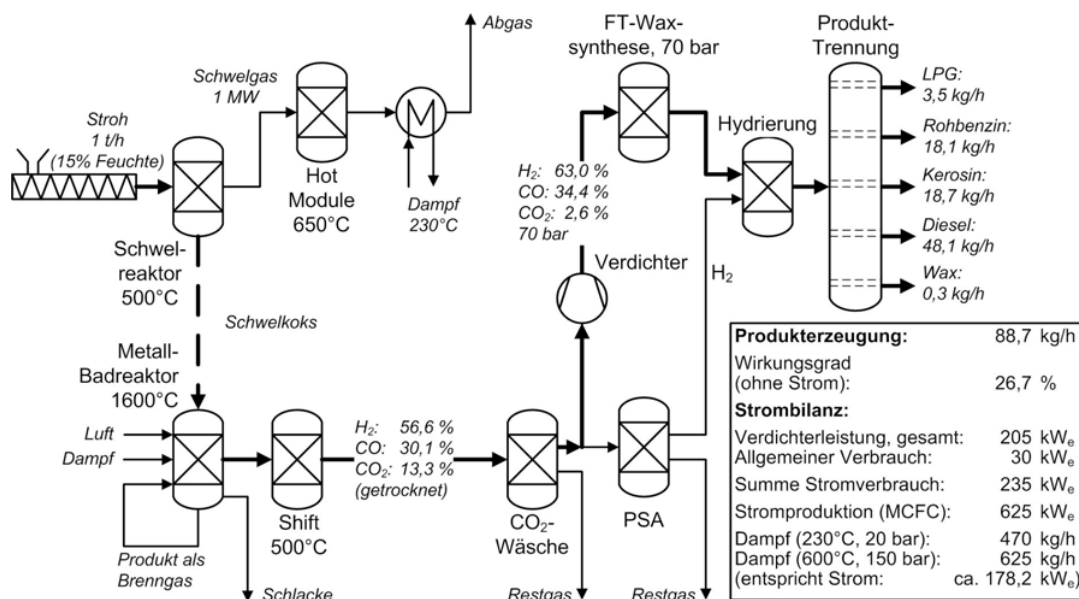 Abgas
FT-Wax-
synthese, 70 bar
Produkt-
Trennung
Schwelgas
1 MW
Stroh
1 t/h
(15% Feuchte)
LPG:
3,5 kg/h
Rohbenzin:
18,1 kg/h
Kerosin:
18,7 kg/h
Diesel:
48,1 kg/h
Wax:
0,3 kg/h
Hydrierung
Hot
Module
650°C
Dampf
230°C
H₂: 63,0 %
CO: 34,4 %
CO₂: 2,6 %
70 bar
Schwel-
reaktor
500°C
Verdichter
H₂
Schwelkoks
Metall-
Badreaktor
1600°C
Luft
Dampf
H₂: 56,6 %
CO: 30,1 %
CO₂: 13,3 %
(getrocknet)
Shift
500°C
CO₂-
Wäsche
PSA
Produkt als
Brenngas
Schlacke
Restgas
Restgas
Produkterzeugung: 88,7 kg/h
Wirkungsgrad
(ohne Strom): 26,7 %
Strombilanz:
Verdichterleistung, gesamt: 205 kWₑ
Allgemeiner Verbrauch: 30 kWₑ
Summe Stromverbrauch: 235 kWₑ
Stromproduktion (MCFC): 625 kWₑ
Dampf (230°C, 20 bar): 470 kg/h
Dampf (600°C, 150 bar): 625 kg/h
(entspricht Strom: ca. 178,2 kWₑ)